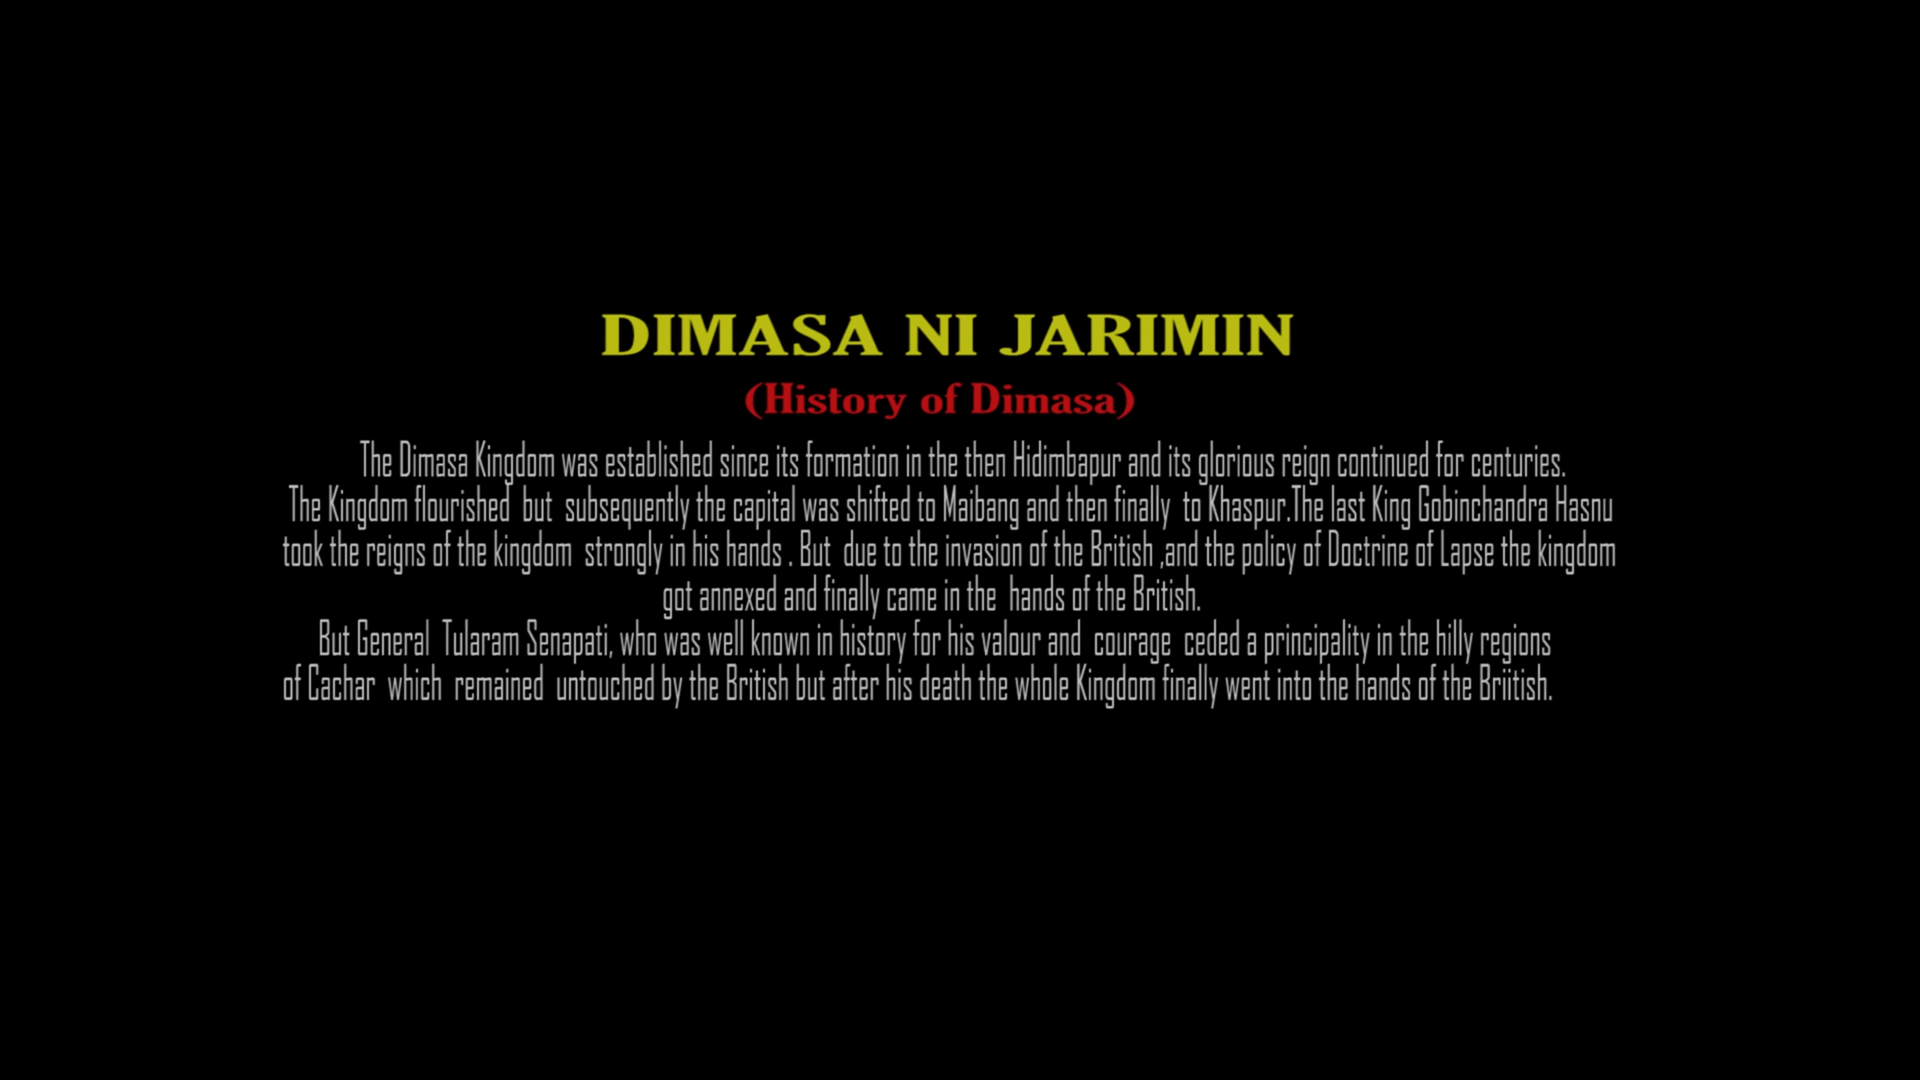 DIMASA NI JARIMIN
(History of Dimasa)
The Dimasa Kingdom was established since its formation in the then Hidimbapur and its glorious reign continued for centuries.
The Kingdom flourished but subsequently the capital was shifted to Maibang and then finally to Khaspur.The last King Gobinchandra Hasnu
took the reigns of the kingdom strongly in his hands . But due to the invasion of the British ,and the policy of Doctrine of Lapse the kingdom
got annexed and finally came in the hands of the British.
But General Tularam Senapati, who was well known in history for his valour and courage ceded a principality in the hilly regions
of Cachar which remained untouched by the British but after his death the whole Kingdom finally went into the hands of the Briitish.